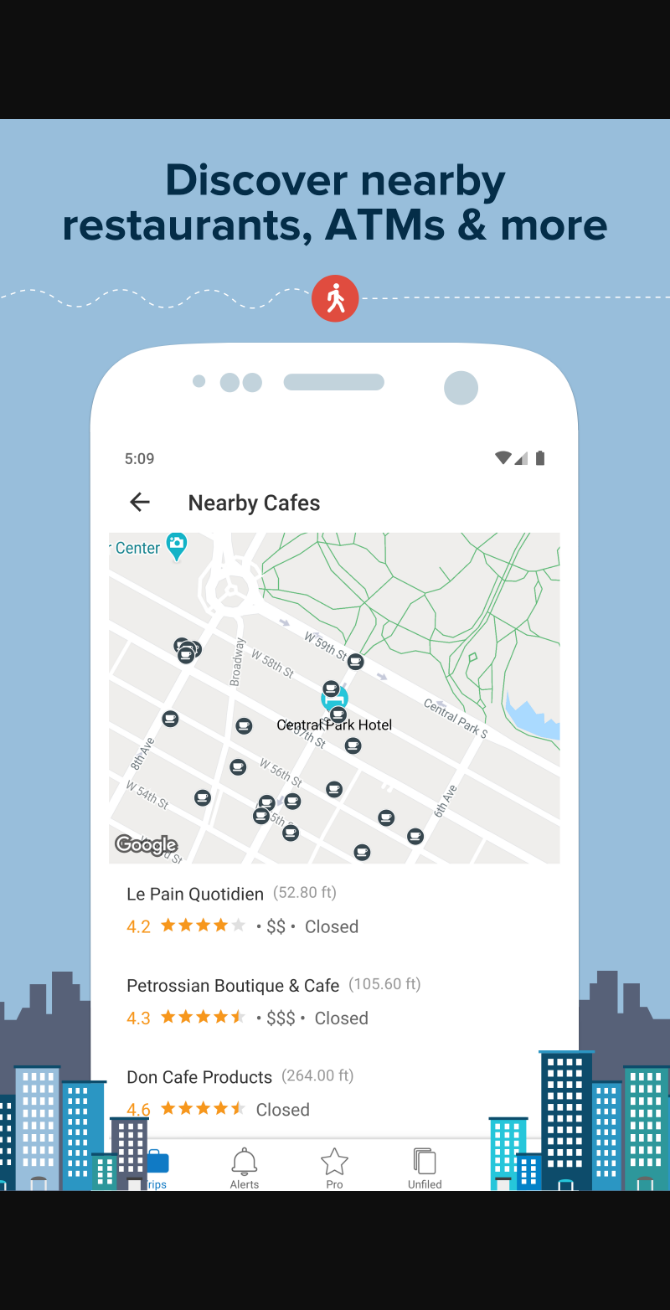 Discover nearby
restaurants, ATMs & more
5:09
Nearby Cafes
Center
W 59th St
Broadway
W 58th St
Central Park S
Central Park Hotel
8th Ave
W 56th St
W 54th St
6th Ave
Google
Le Pain Quotidien (52.80 ft)
4.2 • $$ • Closed
Petrossian Boutique & Cafe (105.60 ft)
4.3 • $$$ • Closed
Don Cafe Products (264.00 ft)
4.6 Closed
rips
Alerts
Pro
Unfiled